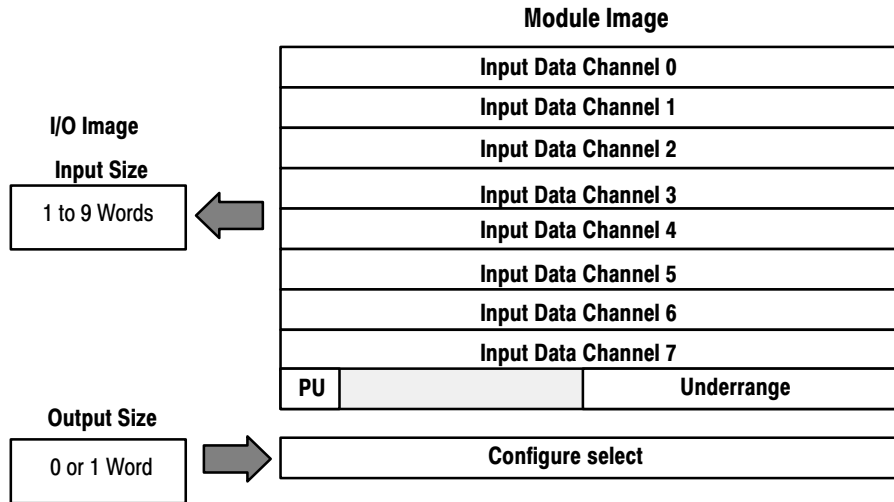 Module Image
Input Data Channel 0
Input Data Channel 1
I/O Image
Input Data Channel 2
Input Size
Input Data Channel 3
1 to 9 Words
Input Data Channel 4
Input Data Channel 5
Input Data Channel 6
Input Data Channel 7
PU
Underrange
Output Size
Configure select
0 or 1 Word